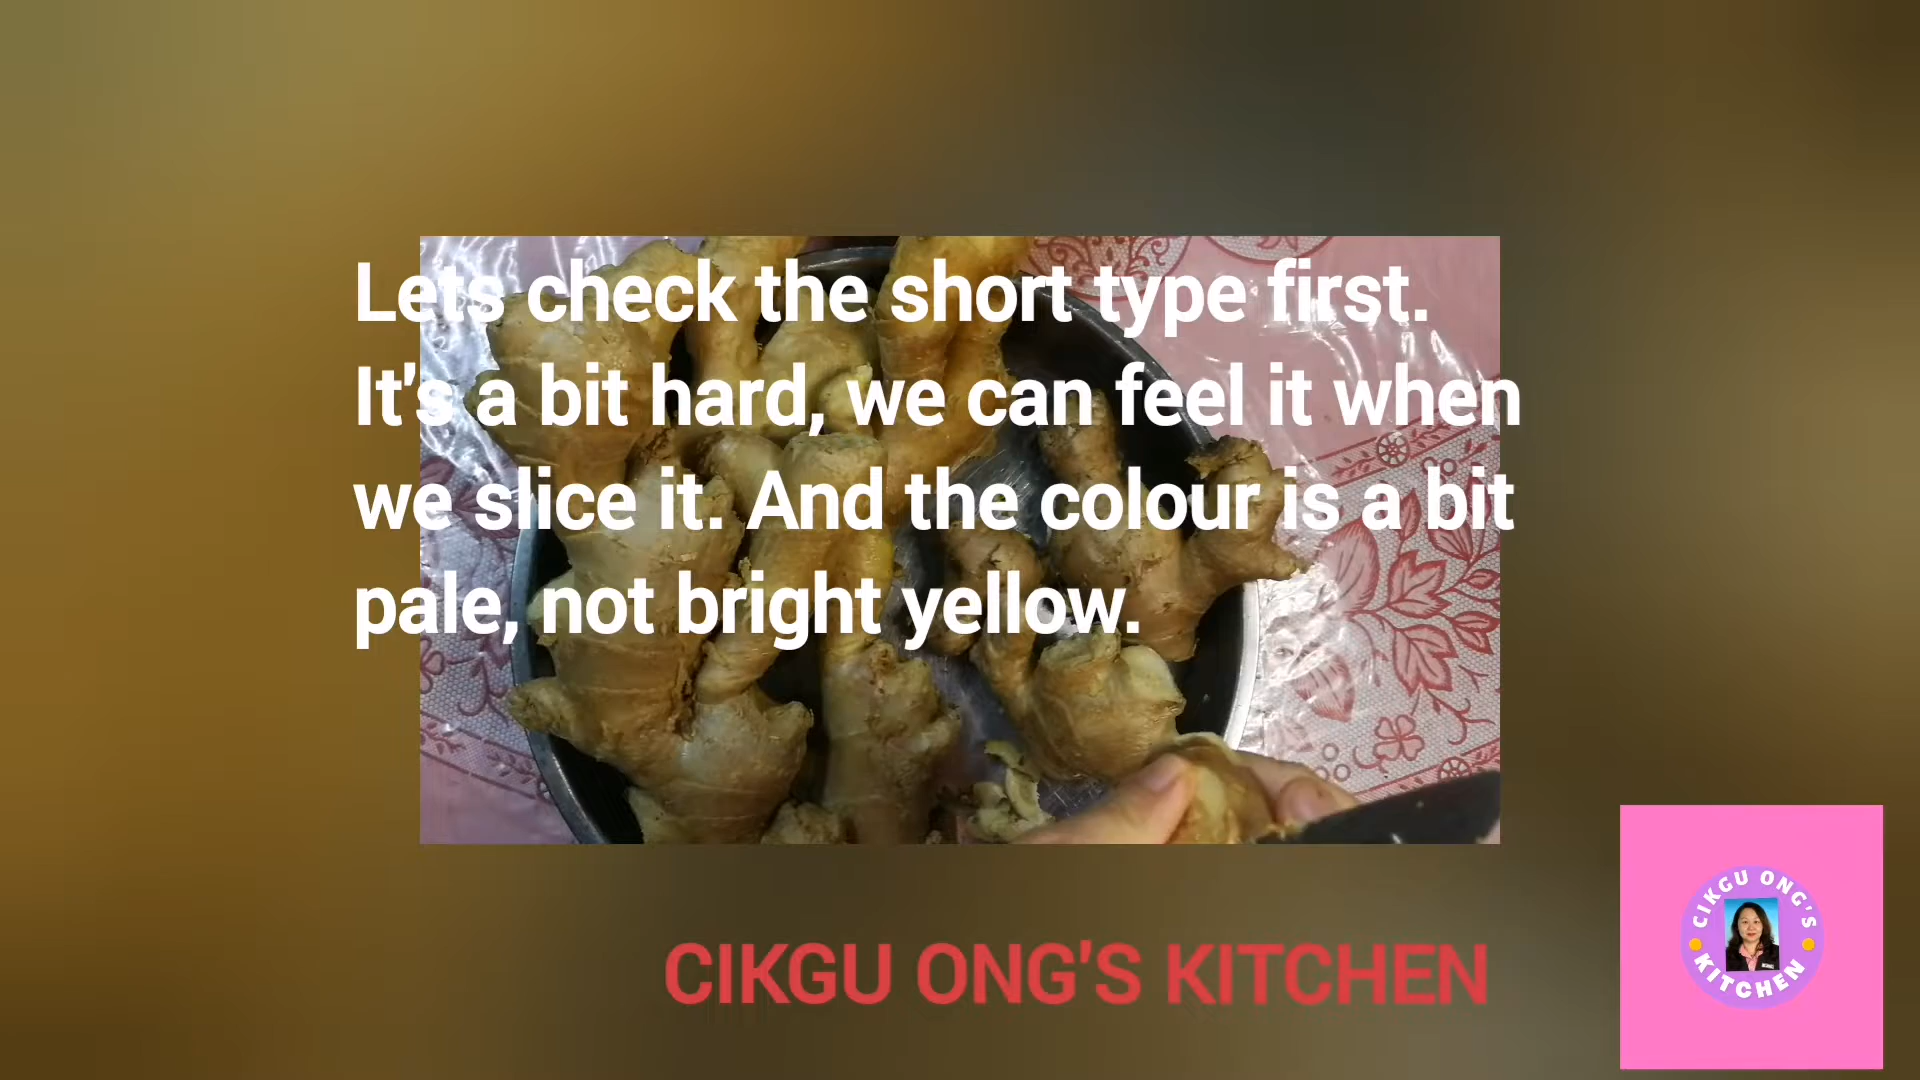 Lets check the short type first.
It's a bit hard, we can feel it when
we slice it. And the colour is a bit
pale, not bright yellow.
CIKGU ONG'S KITCHEN
CIKGU ONG'S
KITCHEN